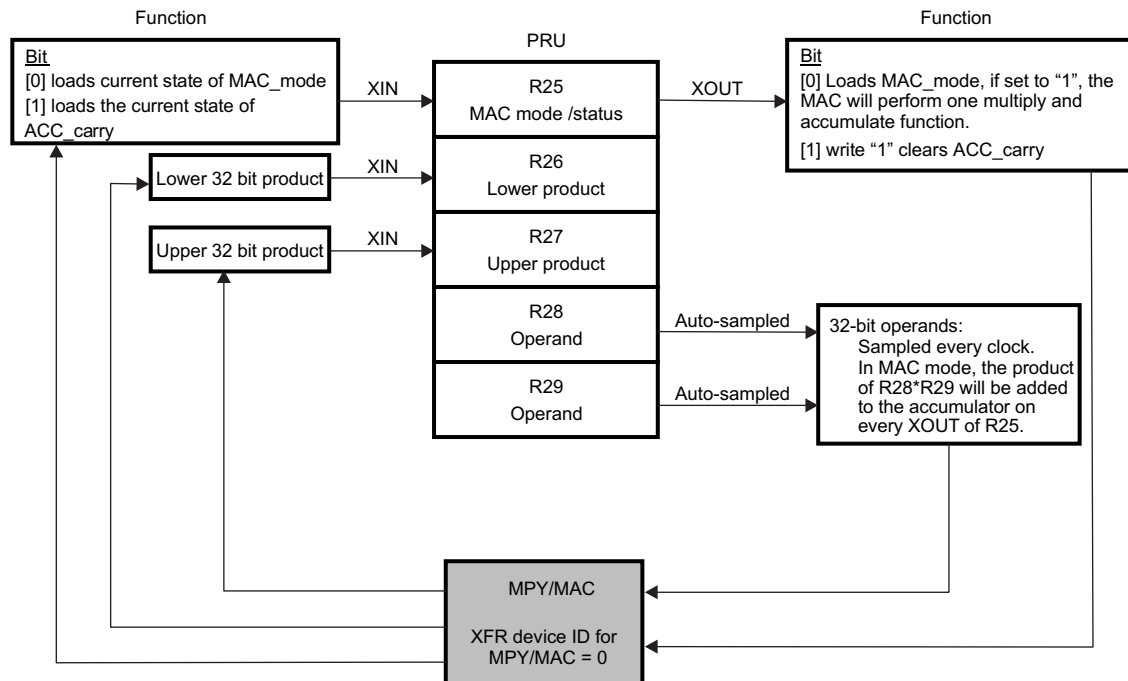 Function
Function
PRU
Bit
[0] loads current state of MAC_mode
[1] loads the current state of
ACC_carry
XIN
R25
MAC mode /status
XOUT
Bit
[0] Loads MAC_mode, if set to “1”, the
MAC will perform one multiply and
accumulate function.
[1] write “1” clears ACC_carry
Lower 32 bit product
XIN
R26
Lower product
Upper 32 bit product
XIN
R27
Upper product
R28
Operand
Auto-sampled
R29
Operand
Auto-sampled
32-bit operands:
Sampled every clock.
In MAC mode, the product
of R28*R29 will be added
to the accumulator on
every XOUT of R25.
MPY/MAC
XFR device ID for
MPY/MAC = 0